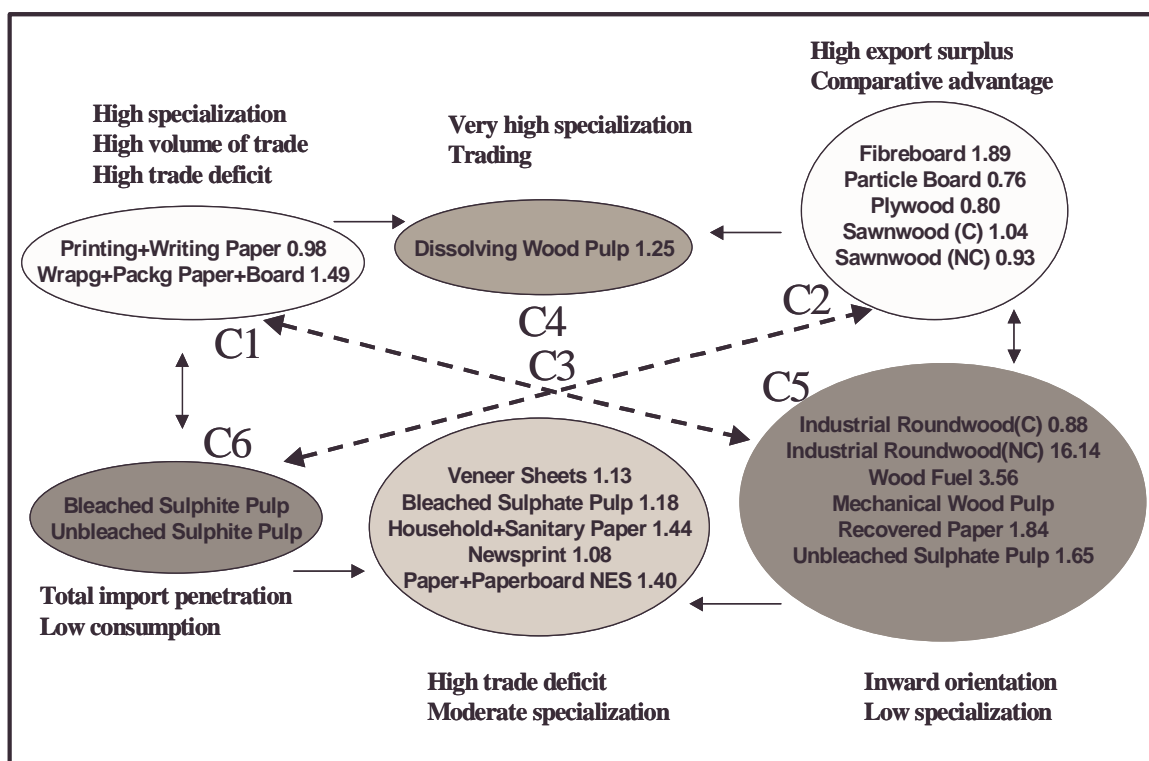 High export surplus
Comparative advantage
High specialization
High volume of trade
High trade deficit
Very high specialization
Trading
Fibreboard 1.89
Particle Board 0.76
Plywood 0.80
Sawnwood (C) 1.04
Sawnwood (NC) 0.93
Printing+Writing Paper 0.98
Wrapg+Packg Paper+Board 1.49
Dissolving Wood Pulp 1.25
C1
C4
C2
C3
C5
C6
Industrial Roundwood(C) 0.88
Industrial Roundwood(NC) 16.14
Wood Fuel 3.56
Mechanical Wood Pulp
Recovered Paper 1.84
Unbleached Sulphate Pulp 1.65
Bleached Sulphite Pulp
Unbleached Sulphite Pulp
Veneer Sheets 1.13
Bleached Sulphate Pulp 1.18
Household+Sanitary Paper 1.44
Newsprint 1.08
Paper+Paperboard NES 1.40
Total import penetration
Low consumption
High trade deficit
Moderate specialization
Inward orientation
Low specialization